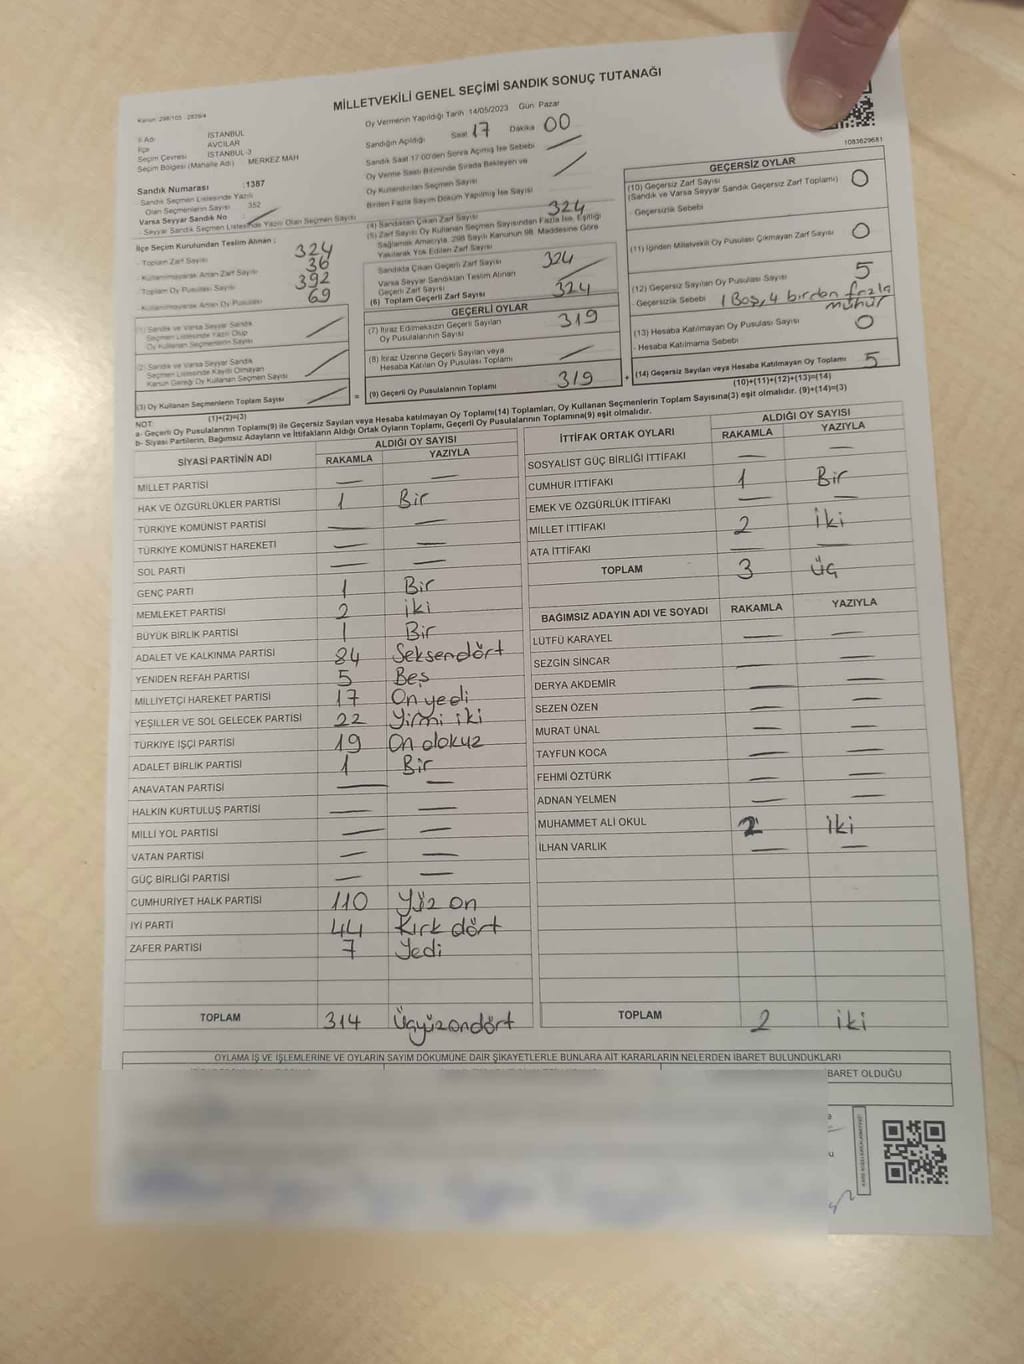 MİLLETVEKİLİ GENEL SEÇİMİ SANDIK SONUÇ TUTANAĞI
Oy Vermenin Yapıldığı Tarih :14/05/2023 Gün: Pazar
İl Adı : İSTANBUL
İlçe AVCILAR
Seçim Çevresi İSTANBUL-3
Seçim Bölgesi (Mahalle Adı) MERKEZ MAH
Sandığın Açıldığı Saat 17 Dakika 00
Sandık Saat 17:00'den Sonra Açılmış İse Sebebi
Oy Verme Saati Bitiminde Sırada Bekleyen ve
Oy Kullandırılan Seçmen Sayısı
Birden Fazla Sayım Döküm Yapılmış İse Sayısı
1083629681
Sandık Numarası :1387
Sandık Seçmen Listesinde Yazılı
Olan Seçmenlerin Sayısı 352
Varsa Seyyar Sandık No
Seyyar Sandık Seçmen Listesinde Yazılı Olan Seçmen Sayısı
İlçe Seçim Kurulundan Teslim Alınan :
- Toplam Zarf Sayısı 324
- Kullanılmayarak Artan Zarf Sayısı 36
- Toplam Oy Pusulası Sayısı 392
- Kullanılmayarak Artan Oy Pusulası 69
(1) Sandık ve Varsa Seyyar Sandık
Seçmen Listesinde Yazılı Olup
Oy Kullanan Seçmenlerin Sayısı
(2) Sandık ve Varsa Seyyar Sandık
Seçmen Listesinde Kayıtlı Olmayan
Kanun Gereği Oy Kullanan Seçmen Sayısı
(3) Oy Kullanan Seçmenlerin Toplam Sayısı
(1)+(2)=(3)
(4) Sandıktan Çıkan Zarf Sayısı 324
(5) Zarf Sayısı Oy Kullanan Seçmen Sayısından Fazla İse, Eşitliği
Sağlamak Amacıyla, 298 Sayılı Kanunun 98. Maddesine Göre
Yakılarak Yok Edilen Zarf Sayısı
Sandıkta Çıkan Geçerli Zarf Sayısı 324
Varsa Seyyar Sandıktan Teslim Alınan
Geçerli Zarf Sayısı
(6) Toplam Geçerli Zarf Sayısı 324
GEÇERLİ OYLAR
(7) İtiraz Edilmeksizin Geçerli Sayılan
Oy Pusulalarının Sayısı 319
(8) İtiraz Üzerine Geçerli Sayılan veya
Hesaba Katılan Oy Pusulası Toplamı
= (9) Geçerli Oy Pusulalarının Toplamı 319 +
GEÇERSİZ OYLAR
(10) Geçersiz Zarf Sayısı
(Sandık ve Varsa Seyyar Sandık Geçersiz Zarf Toplamı) 0
- Geçersizlik Sebebi
(11) İçinden Milletvekili Oy Pusulası Çıkmayan Zarf Sayısı 0
(12) Geçersiz Sayılan Oy Pusulası Sayısı 5
- Geçersizlik Sebebi 1 Boş, 4 birden fazla
mühür
(13) Hesaba Katılmayan Oy Pusulası Sayısı 0
- Hesaba Katılmama Sebebi
(14) Geçersiz Sayılan veya Hesaba Katılmayan Oy Toplamı 5
(10)+(11)+(12)+(13)=(14)
NOT:
a- Geçerli Oy Pusulalarının Toplamı(9) ile Geçersiz Sayılan veya Hesaba katılmayan Oy Toplamı(14) Toplamları, Oy Kullanan Seçmenlerin Toplam Sayısına(3) eşit olmalıdır. (9)+(14)=(3)
b- Siyasi Partilerin, Bağımsız Adayların ve İttifakların Aldığı Ortak Oyların Toplamı, Geçerli Oy Pusulalarının Toplamına(9) eşit olmalıdır.
SİYASİ PARTİNİN ADI ALDIĞI OY SAYISI
RAKAMLA YAZIYLA
MİLLET PARTİSİ — —
HAK VE ÖZGÜRLÜKLER PARTİSİ 1 Bir
TÜRKİYE KOMÜNİST PARTİSİ — —
TÜRKİYE KOMÜNİST HAREKETİ — —
SOL PARTİ — —
GENÇ PARTİ 1 Bir
MEMLEKET PARTİSİ 2 iki
BÜYÜK BİRLİK PARTİSİ 1 Bir
ADALET VE KALKINMA PARTİSİ 84 Seksendört
YENİDEN REFAH PARTİSİ 5 Beş
MİLLİYETÇİ HAREKET PARTİSİ 17 On yedi
YEŞİLLER VE SOL GELECEK PARTİSİ 22 Yirmi iki
TÜRKİYE İŞÇİ PARTİSİ 19 On dokuz
ADALET BİRLİK PARTİSİ 1 Bir
ANAVATAN PARTİSİ — —
HALKIN KURTULUŞ PARTİSİ — —
MİLLİ YOL PARTİSİ — —
VATAN PARTİSİ — —
GÜÇ BİRLİĞİ PARTİSİ — —
CUMHURİYET HALK PARTİSİ 110 Yüz on
İYİ PARTİ 44 Kırk dört
ZAFER PARTİSİ 7 Yedi
TOPLAM 314 Üçyüzondört
İTTİFAK ORTAK OYLARI ALDIĞI OY SAYISI
RAKAMLA YAZIYLA
SOSYALİST GÜÇ BİRLİĞİ İTTİFAKI — —
CUMHUR İTTİFAKI 1 Bir
EMEK VE ÖZGÜRLÜK İTTİFAKI — —
MİLLET İTTİFAKI 2 iki
ATA İTTİFAKI — —
TOPLAM 3 Üç
BAĞIMSIZ ADAYIN ADI VE SOYADI RAKAMLA YAZIYLA
LÜTFÜ KARAYEL — —
SEZGİN SİNCAR — —
DERYA AKDEMİR — —
SEZEN ÖZEN — —
MURAT ÜNAL — —
TAYFUN KOCA — —
FEHMİ ÖZTÜRK — —
ADNAN YELMEN — —
MUHAMMET ALİ OKUL 2 iki
İLHAN VARLIK — —
TOPLAM 2 iki
OYLAMA İŞ VE İŞLEMLERİNE VE OYLARIN SAYIM DÖKÜMÜNE DAİR ŞİKAYETLERLE BUNLARA AİT KARARLARIN NELERDEN İBARET BULUNDUKLARI
BARET OLDUĞU